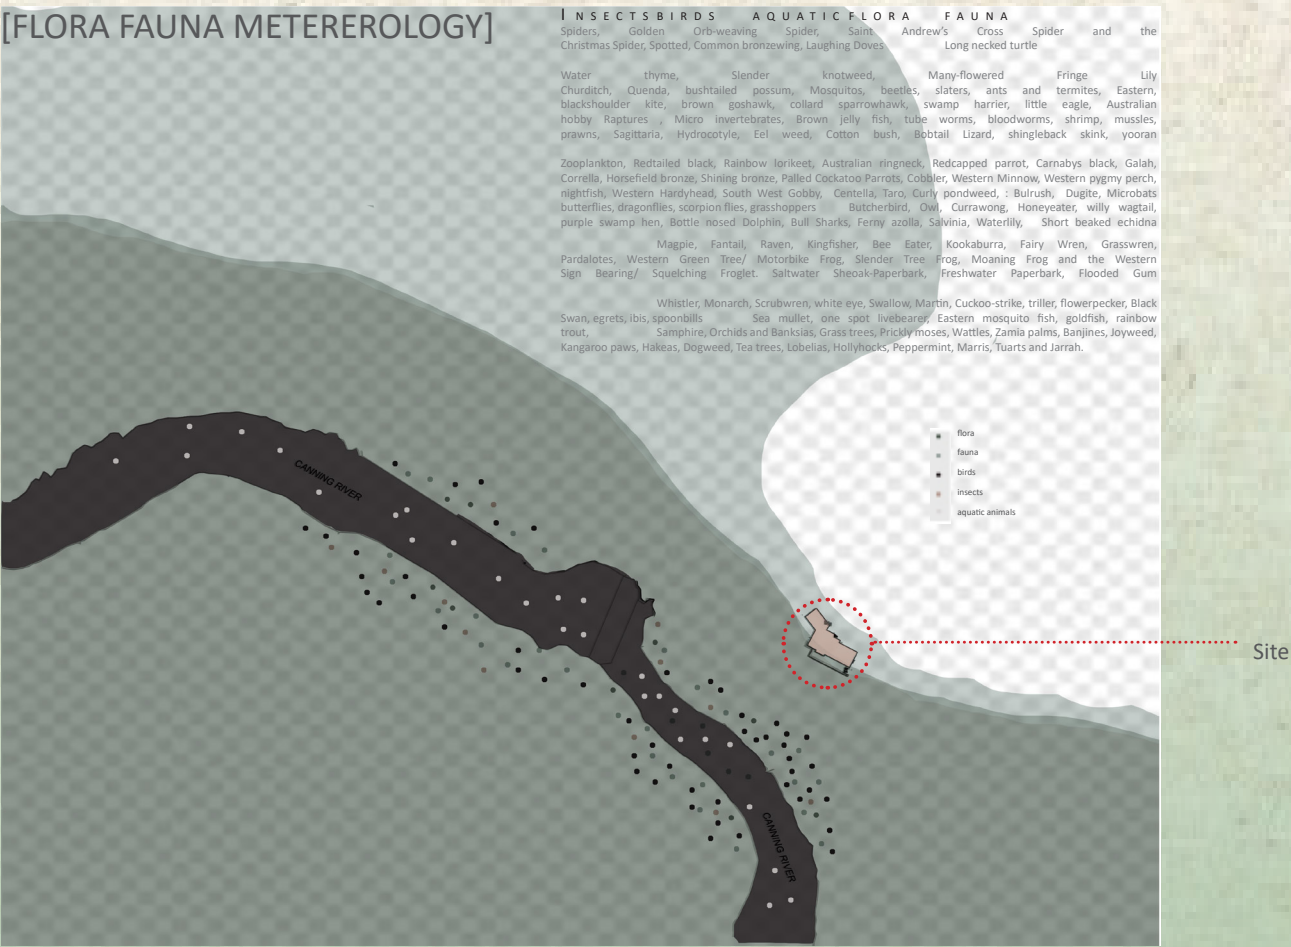 [FLORA FAUNA METEREROLOGY]
INSECTSBIRDS AQUATICFLORA FAUNA
Spiders, Golden Orb-weaving Spider, Saint Andrew's Cross Spider and the
Christmas Spider, Spotted, Common bronzewing, Laughing Doves Long necked turtle
Water thyme, Slender knotweed, Many-flowered Fringe Lily
Churditch, Quenda, bushtailed possum, Mosquitos, beetles, slaters, ants and termites, Eastern,
blackshoulder kite, brown goshawk, collard sparrowhawk, swamp harrier, little eagle, Australian
hobby Raptures , Micro invertebrates, Brown jelly fish, tube worms, bloodworms, shrimp, mussles,
prawns, Sagittaria, Hydrocotyle, Eel weed, Cotton bush, Bobtail Lizard, shingleback skink, yooran
Zooplankton, Redtailed black, Rainbow lorikeet, Australian ringneck, Redcapped parrot, Carnabys black, Galah,
Corrella, Horsefield bronze, Shining bronze, Palled Cockatoo Parrots, Cobbler, Western Minnow, Western pygmy perch,
nightfish, Western Hardyhead, South West Gobby, Centella, Taro, Curly pondweed, : Bulrush, Dugite, Microbats
butterflies, dragonflies, scorpion flies, grasshoppers Butcherbird, Owl, Currawong, Honeyeater, willy wagtail,
purple swamp hen, Bottle nosed Dolphin, Bull Sharks, Ferny azolla, Salvinia, Waterlily, Short beaked echidna
Magpie, Fantail, Raven, Kingfisher, Bee Eater, Kookaburra, Fairy Wren, Grasswren,
Pardalotes, Western Green Tree/ Motorbike Frog, Slender Tree Frog, Moaning Frog and the Western
Sign Bearing/ Squelching Froglet. Saltwater Sheoak-Paperbark, Freshwater Paperbark, Flooded Gum
Whistler, Monarch, Scrubwren, white eye, Swallow, Martin, Cuckoo-strike, triller, flowerpecker, Black
Swan, egrets, ibis, spoonbills Sea mullet, one spot livebearer, Eastern mosquito fish, goldfish, rainbow
trout, Samphire, Orchids and Banksias, Grass trees, Prickly moses, Wattles, Zamia palms, Banjines, Joyweed,
Kangaroo paws, Hakeas, Dogweed, Tea trees, Lobelias, Hollyhocks, Peppermint, Marris, Tuarts and Jarrah.
flora
fauna
birds
insects
aquatic animals
CANNING RIVER
Site
CANNING RIVER